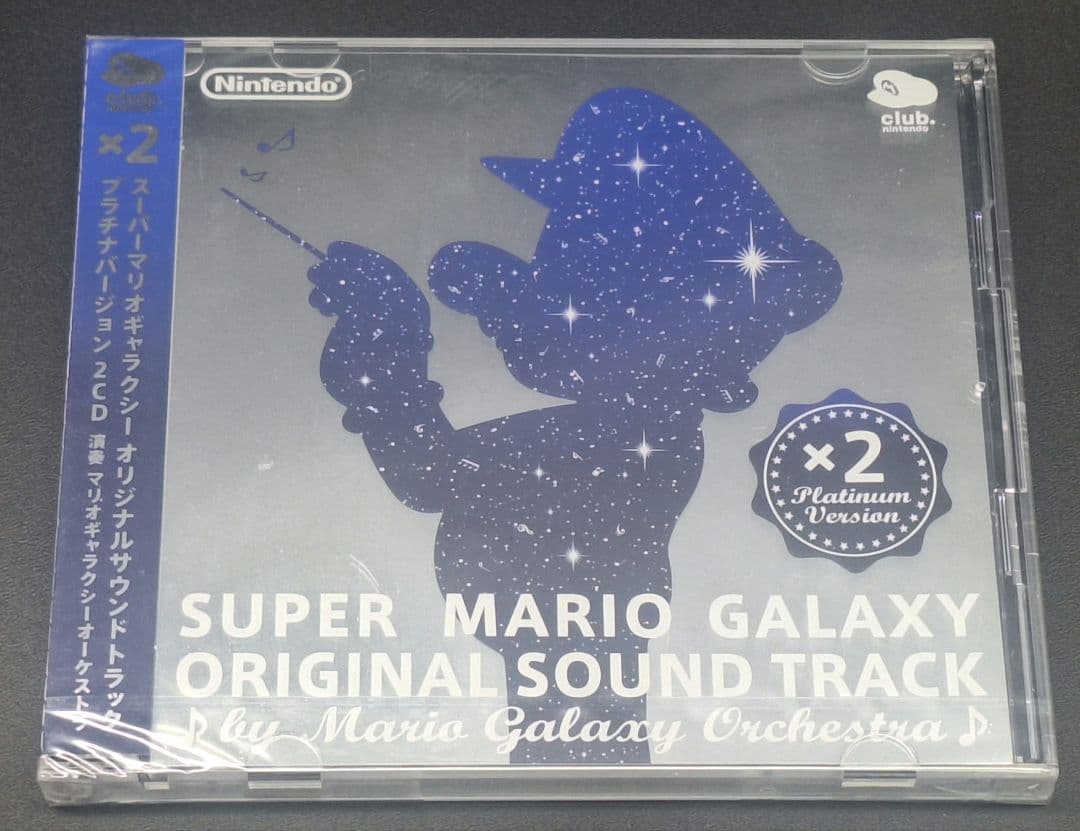 club.
nintendo
×2
スーパーマリオギャラクシー オリジナルサウンドトラック
プラチナバージョン 2CD 演奏 マリオギャラクシーオーケストラ
Nintendo
M
club.
nintendo
×2
Platinum
Version
SUPER MARIO GALAXY
ORIGINAL SOUND TRACK
♪ by Mario Galaxy Orchestra ♪